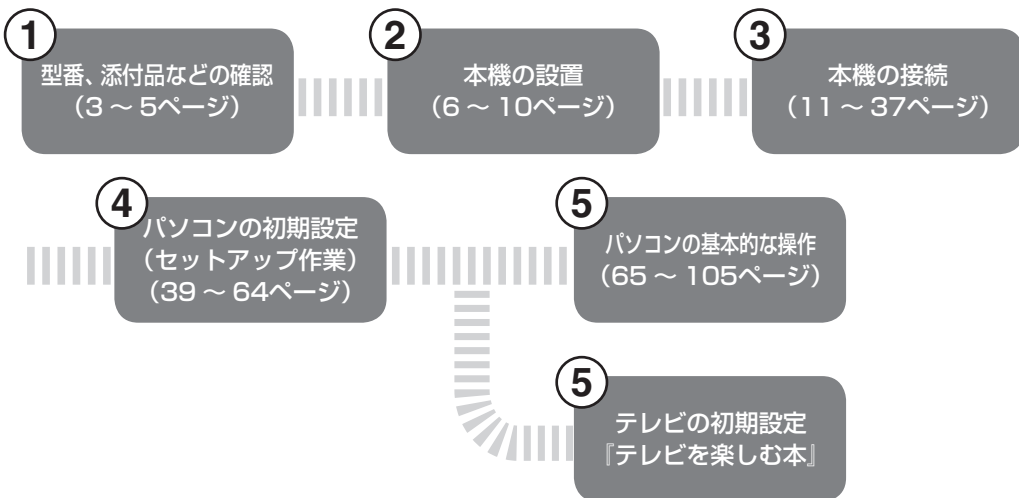 1
型番、添付品などの確認
（3 ～ 5ページ）
2
本機の設置
（6 ～ 10ページ）
3
本機の接続
（11 ～ 37ページ）
4
パソコンの初期設定
（セットアップ作業）
（39 ～ 64ページ）
5
パソコンの基本的な操作
（65 ～ 105ページ）
5
テレビの初期設定
『テレビを楽しむ本』